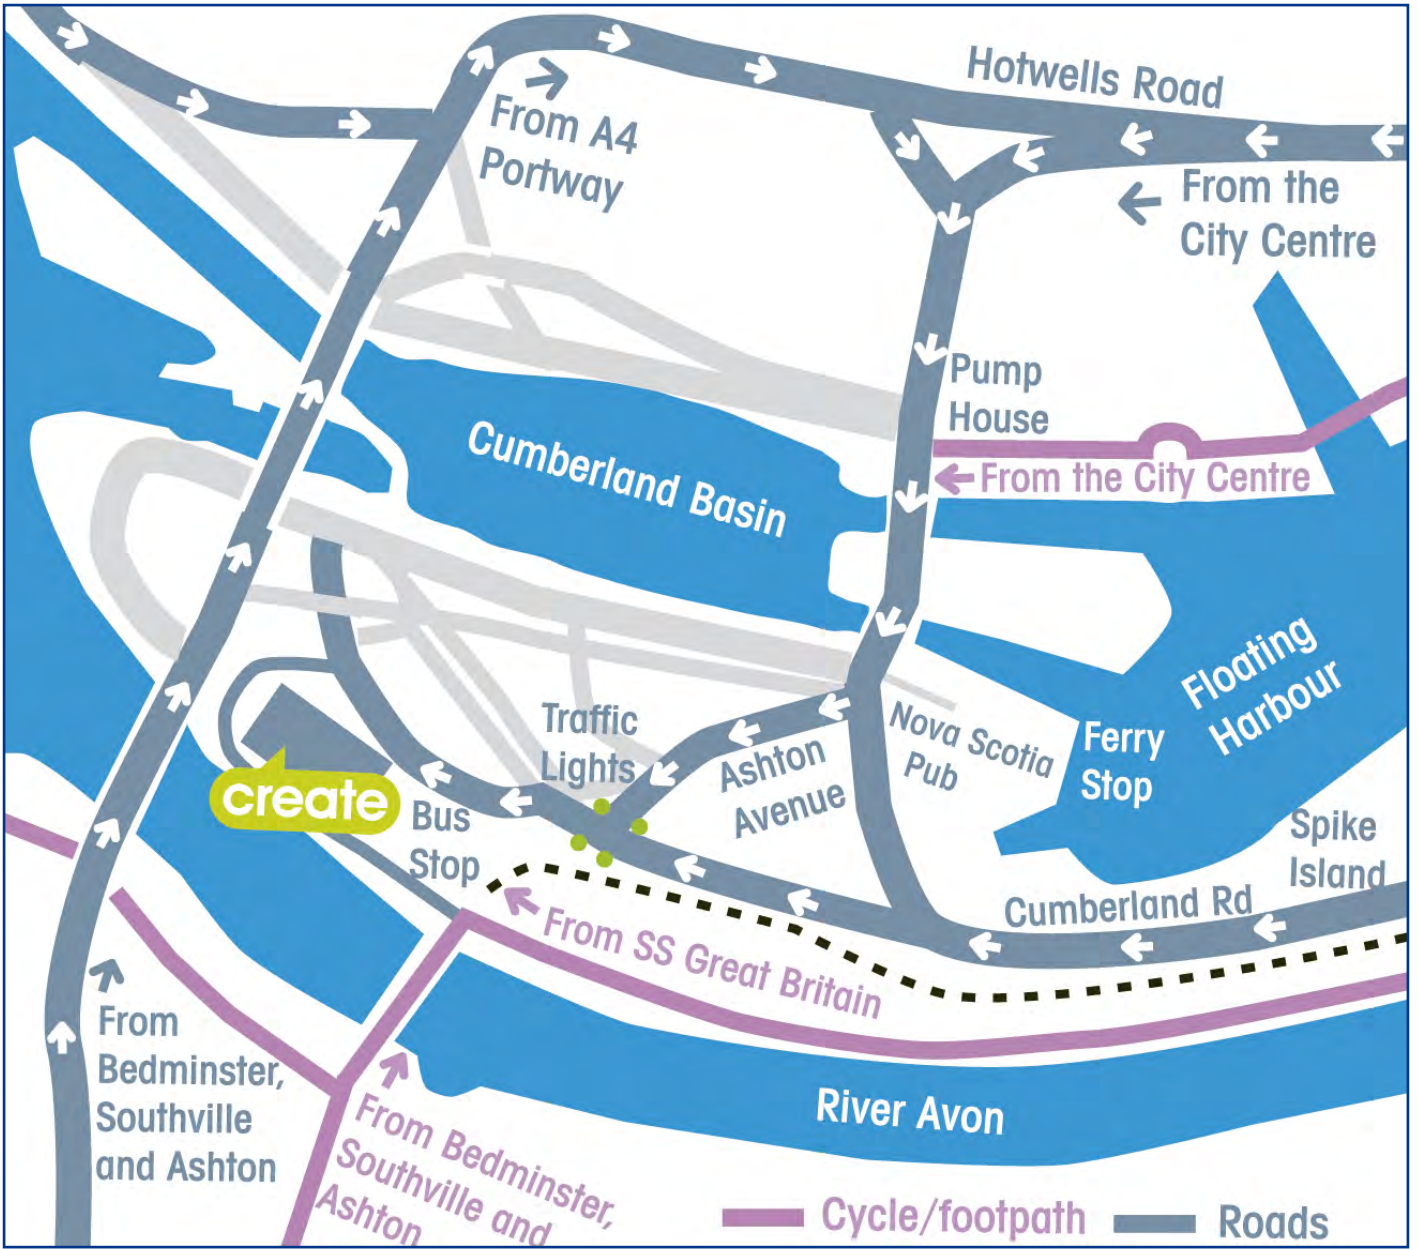 Hotwells Road
From A4
Portway
From the
City Centre
Pump
House
From the City Centre
Cumberland Basin
Floating
Harbour
Traffic
Lights
Ashton
Avenue
Nova Scotia
Pub
Ferry
Stop
create
Bus
Stop
Spike
Island
Cumberland Rd
From SS Great Britain
From
Bedminster,
Southville
and Ashton
From Bedminster,
Southville and
Ashton
River Avon
Cycle/footpath
Roads